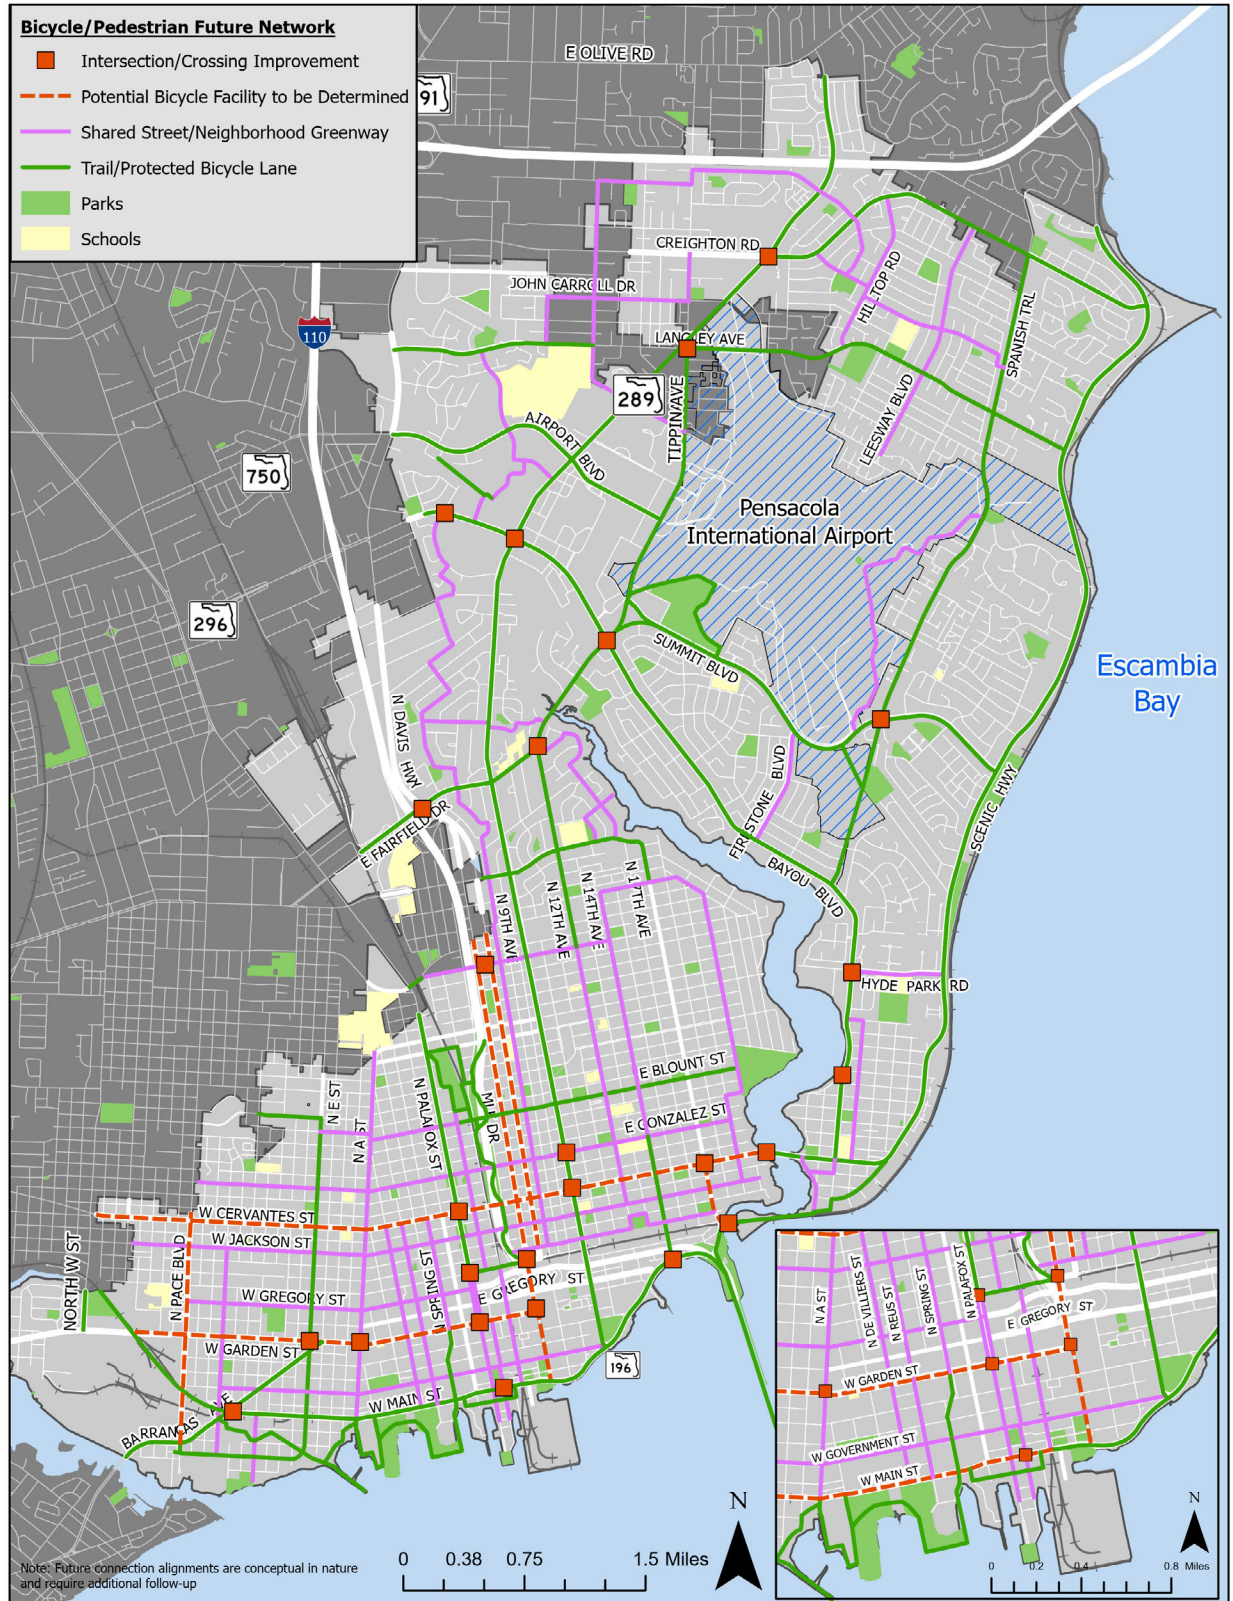 Bicycle/Pedestrian Future Network
Intersection/Crossing Improvement
Potential Bicycle Facility to be Determined
Shared Street/Neighborhood Greenway
Trail/Protected Bicycle Lane
Parks
Schools
E OLIVE RD
91
CREIGHTON RD
JOHN CARROLL DR
HILLTOP RD
SPANISH TRL
110
LANGLEY AVE
289
TIPPIN AVE
LEESWAY BLVD
AIRPORT BLVD
750
Pensacola
International Airport
296
SUMMIT BLVD
Escambia
Bay
N DAVIS HWY
FIRESTONE BLVD
SCENIC HWY
E FAIRFIELD DR
BAYOU BLVD
N 9TH AVE
N 12TH AVE
N 14TH AVE
N 17TH AVE
HYDE PARK RD
E BLOUNT ST
N E ST
N A ST
N PALAFOX ST
DR
E GONZALEZ ST
W CERVANTES ST
W JACKSON ST
NORTH W ST
N PACE BLVD
N SPRING ST
W GREGORY ST
E GREGORY ST
W GARDEN ST
196
W MAIN ST
BARRANCAS AVE
N A ST
N DE VILLIERS ST
N REUS ST
N SPRING ST
N PALAFOX ST
E GREGORY ST
W GARDEN ST
W GOVERNMENT ST
W MAIN ST
N
0 0.2 0.4 0.8 Miles
N
0 0.38 0.75 1.5 Miles
Note: Future connection alignments are conceptual in nature
and require additional follow-up